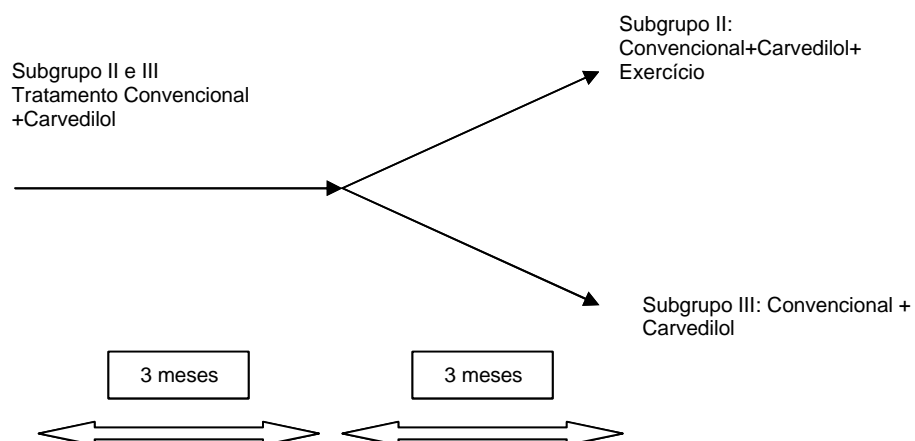 Subgrupo II:
Convencional+Carvedilol+
Exercício
Subgrupo II e III
Tratamento Convencional
+Carvedilol
Subgrupo III: Convencional +
Carvedilol
3 meses
3 meses